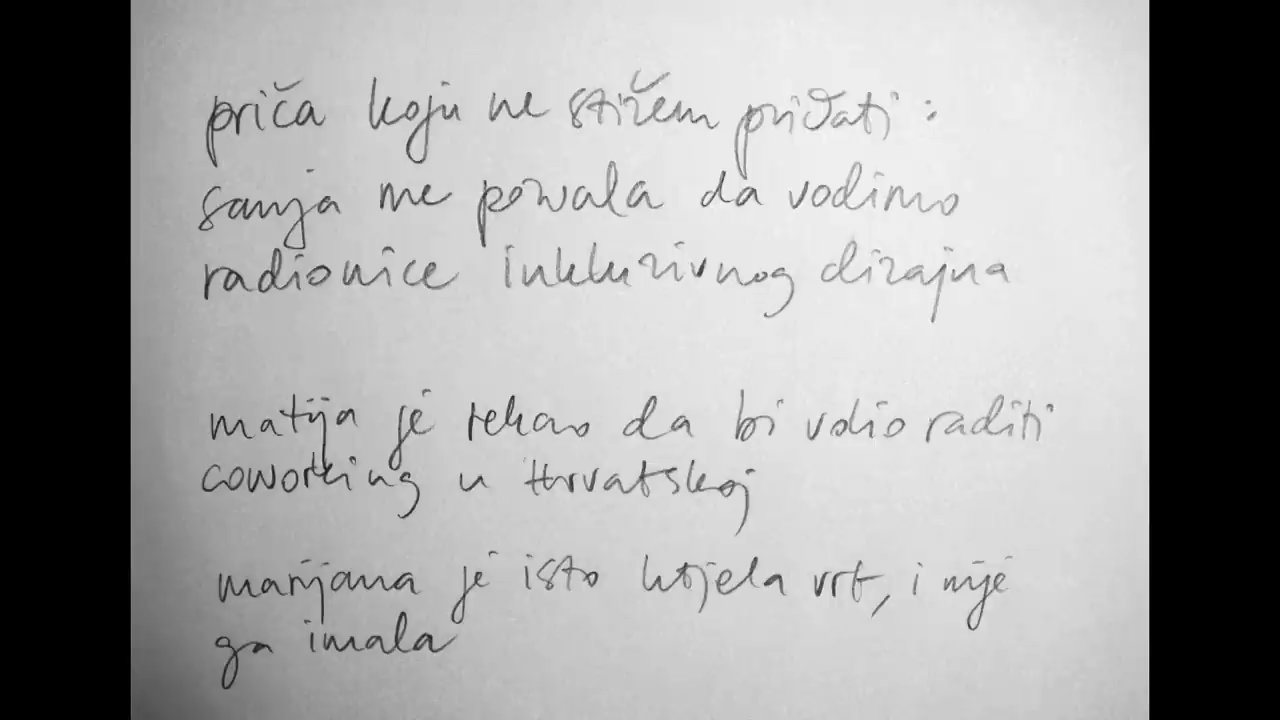 priča koju ne stižem pričati :
sanja me pozvala da vodimo
radionice inkluzivnog dizajna
matija je rekao da bi volio raditi
coworking u Hrvatskoj
marijana je isto htjela vrt, i nije
ga imala